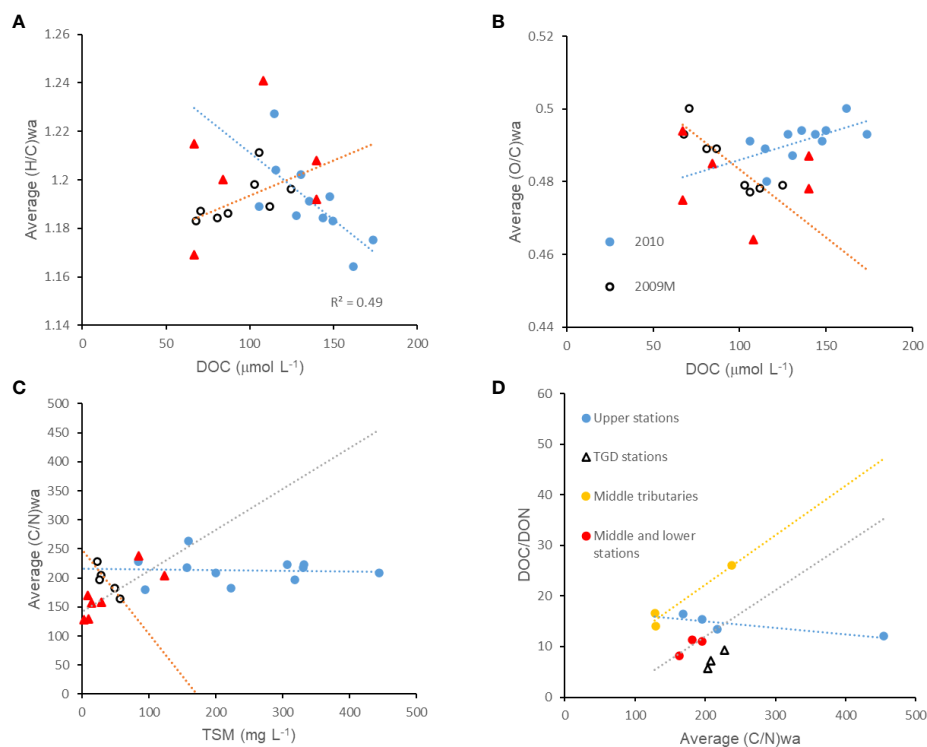 A
Average (H/C)wa
1.26
1.24
1.22
1.2
1.18
1.16
1.14
R² = 0.49
0 50 100 150 200
DOC (μmol L⁻¹)
B
Average (O/C)wa
0.52
0.5
0.48
0.46
0.44
2010
2009M
0 50 100 150 200
DOC (μmol L⁻¹)
C
Average (C/N)wa
500
450
400
350
300
250
200
150
100
50
0
0 100 200 300 400 500
TSM (mg L⁻¹)
D
DOC/DON
60
50
40
30
20
10
0
Upper stations
TGD stations
Middle tributaries
Middle and lower
stations
0 100 200 300 400 500
Average (C/N)wa